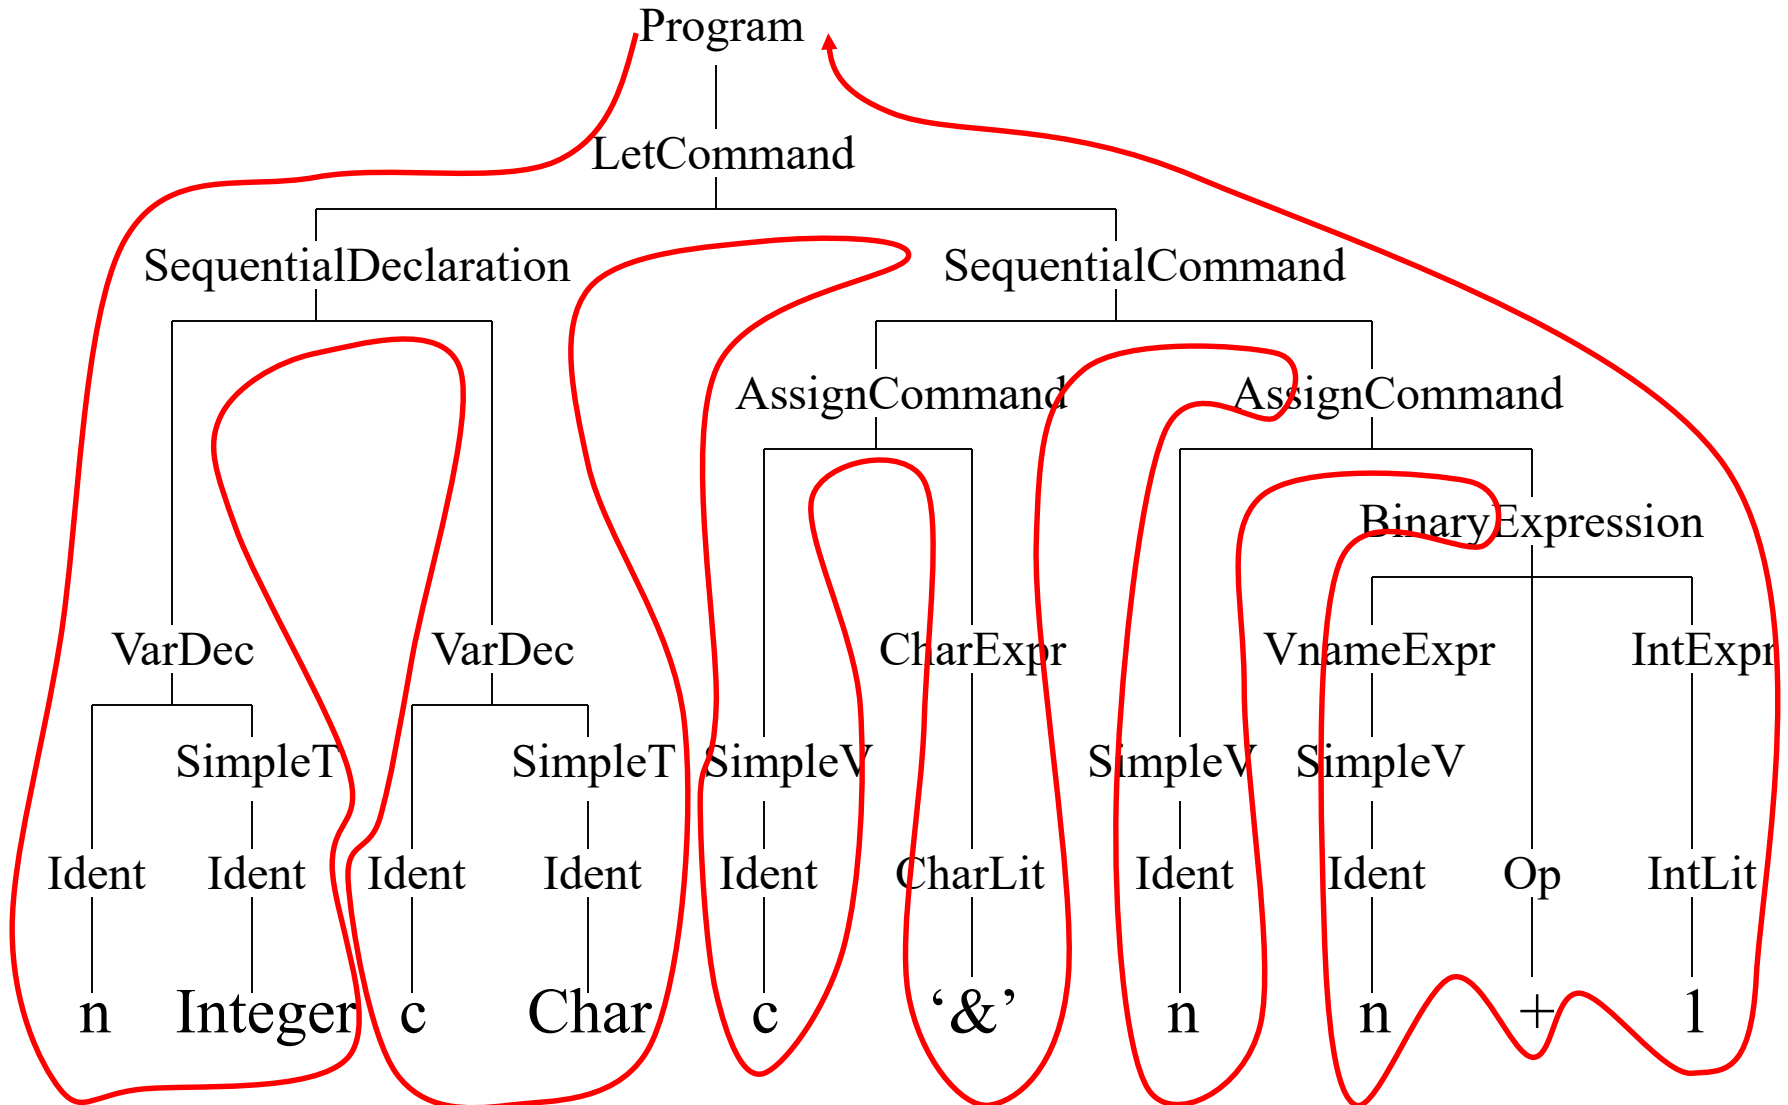 Program
LetCommand
SequentialDeclaration SequentialCommand
AssignCommand AssignCommand
BinaryExpression
VarDec VarDec CharExpr VnameExpr IntExpr
SimpleT SimpleT SimpleV SimpleV SimpleV
Ident Ident Ident Ident Ident CharLit Ident Ident Op IntLit
n Integer c Char c ‘&’ n n + 1